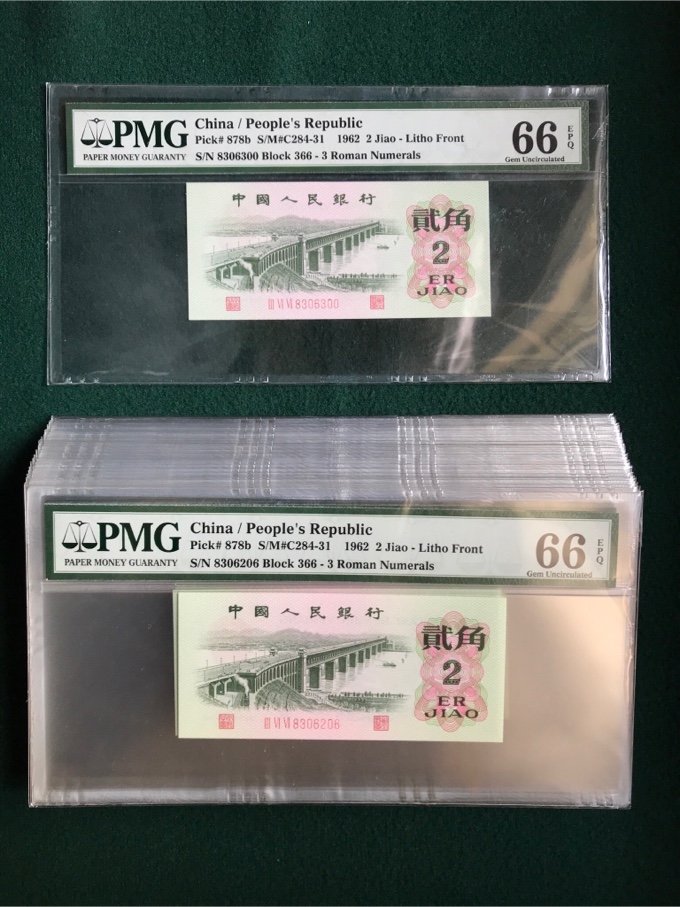 PMG
PAPER MONEY GUARANTY
China / People's Republic
Pick# 878b S/M#C284-31 1962 2 Jiao - Litho Front
S/N 8306300 Block 366 - 3 Roman Numerals
66 EPQ
Gem Uncirculated
中國人民銀行
貳角
2
ER
JIAO
III VI VI 8306300
PMG
PAPER MONEY GUARANTY
China / People's Republic
Pick# 878b S/M#C284-31 1962 2 Jiao - Litho Front
S/N 8306206 Block 366 - 3 Roman Numerals
66 EPQ
Gem Uncirculated
中國人民銀行
貳角
2
ER
JIAO
III VI VI 8306206